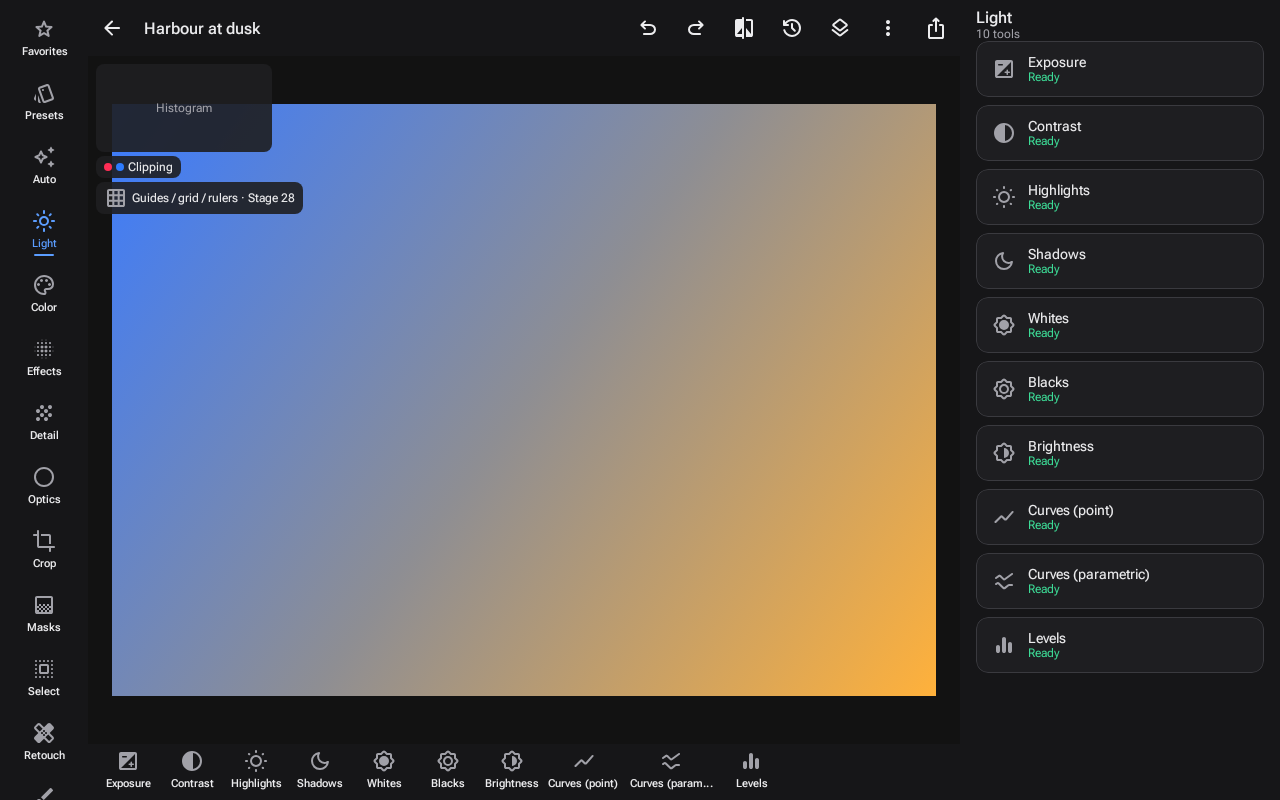 Favorites
Presets
Auto
Light
Color
Effects
Detail
Optics
Crop
Masks
Select
Retouch
Harbour at dusk
Histogram
Clipping
Guides / grid / rulers · Stage 28
Exposure
Contrast
Highlights
Shadows
Whites
Blacks
Brightness
Curves (point)
Curves (param...
Levels
Light
10 tools
Exposure
Ready
Contrast
Ready
Highlights
Ready
Shadows
Ready
Whites
Ready
Blacks
Ready
Brightness
Ready
Curves (point)
Ready
Curves (parametric)
Ready
Levels
Ready